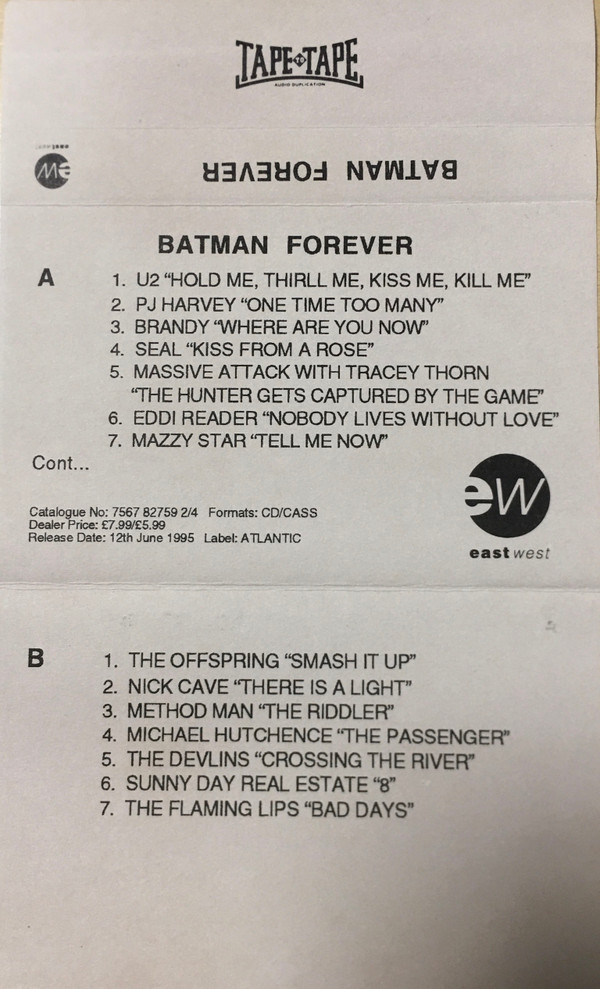 TAPE TO TAPE
AUDIO DUPLICATION
BATMAN FOREVER
ew
eastwest
BATMAN FOREVER
A
1. U2 “HOLD ME, THIRLL ME, KISS ME, KILL ME”
2. PJ HARVEY “ONE TIME TOO MANY”
3. BRANDY “WHERE ARE YOU NOW”
4. SEAL “KISS FROM A ROSE”
5. MASSIVE ATTACK WITH TRACEY THORN
“THE HUNTER GETS CAPTURED BY THE GAME”
6. EDDI READER “NOBODY LIVES WITHOUT LOVE”
7. MAZZY STAR “TELL ME NOW”
Cont...
Catalogue No: 7567 82759 2/4 Formats: CD/CASS
Dealer Price: £7.99/£5.99
Release Date: 12th June 1995 Label: ATLANTIC
ew
eastwest
B
1. THE OFFSPRING “SMASH IT UP”
2. NICK CAVE “THERE IS A LIGHT”
3. METHOD MAN “THE RIDDLER”
4. MICHAEL HUTCHENCE “THE PASSENGER”
5. THE DEVLINS “CROSSING THE RIVER”
6. SUNNY DAY REAL ESTATE “8”
7. THE FLAMING LIPS “BAD DAYS”